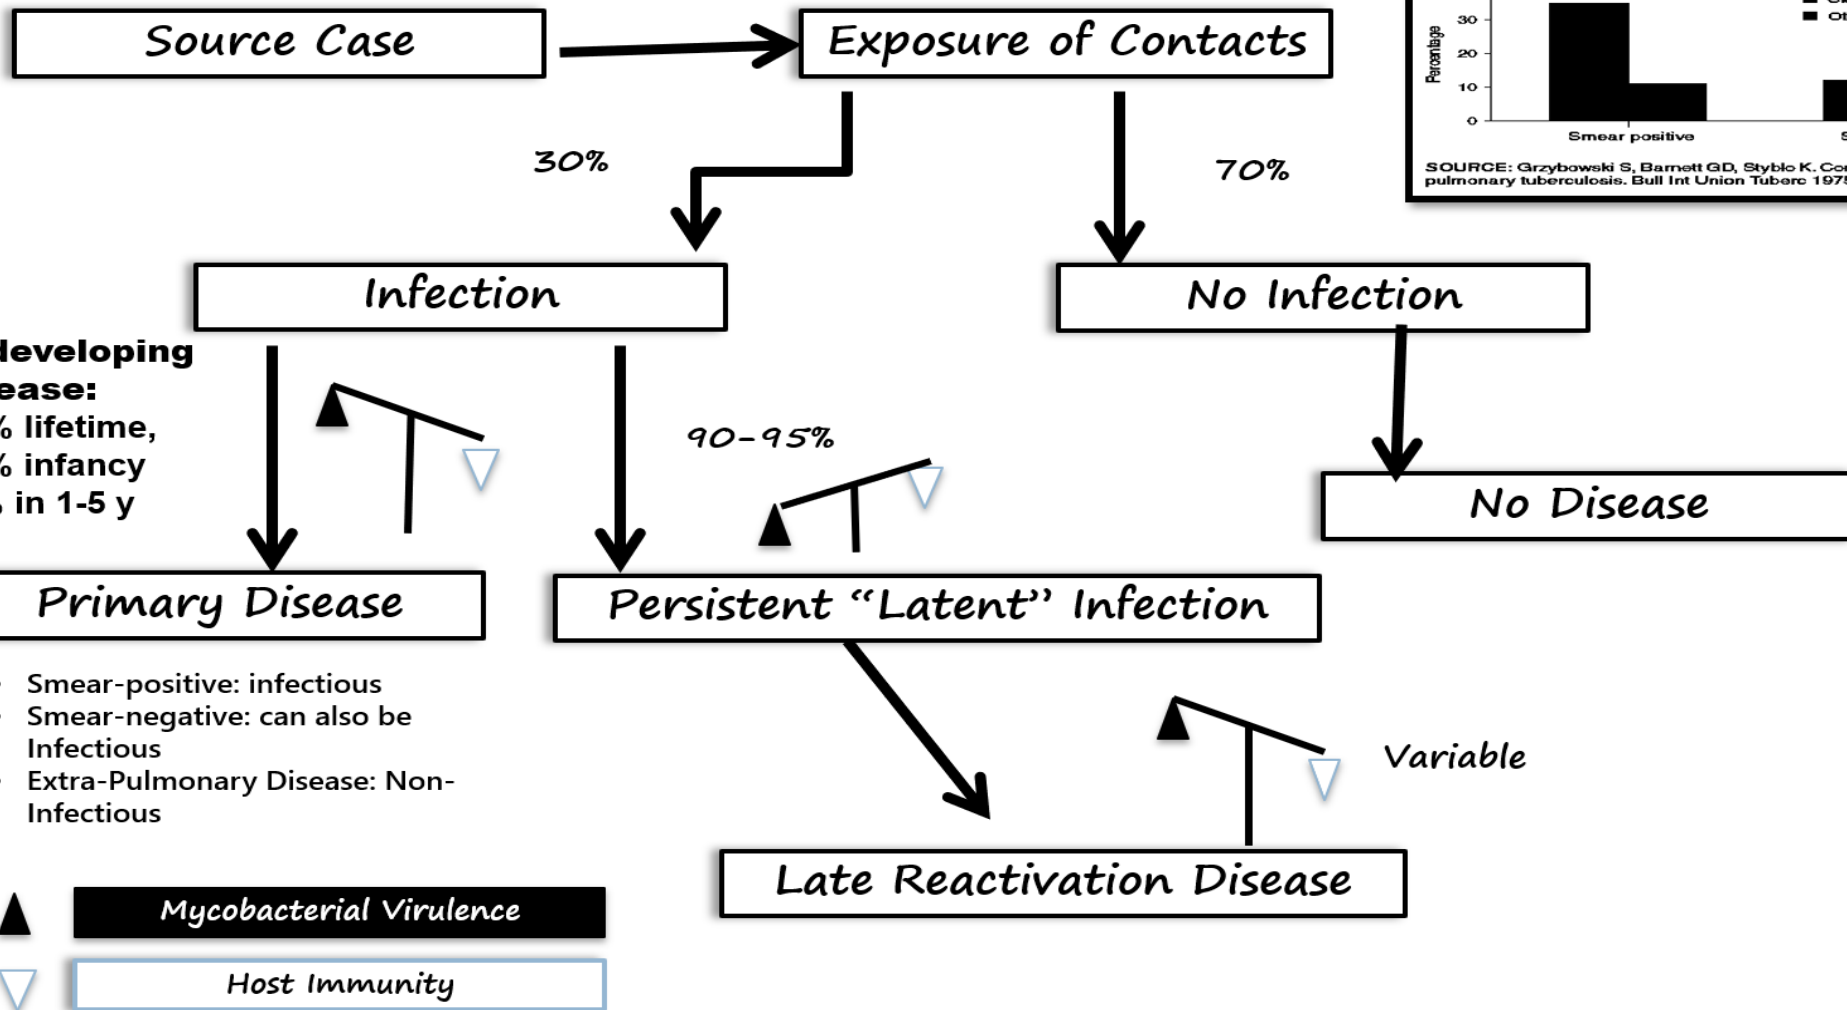 Source Case
Exposure of Contacts
30
20
10
0
Percentage
Smear positive
SOURCE: Grzybowski S, Barnett GD, Styblo K.
pulmonary tuberculosis. Bull Int Union Tuberc
30%
70%
Infection
No Infection
developing
% lifetime,
% infancy
in 1-5 y
90-95%
No Disease
Primary Disease
Persistent “Latent” Infection
• Smear-positive: infectious
• Smear-negative: can also be
Infectious
• Extra-Pulmonary Disease: Non-
Infectious
Variable
Late Reactivation Disease
Mycobacterial Virulence
Host Immunity